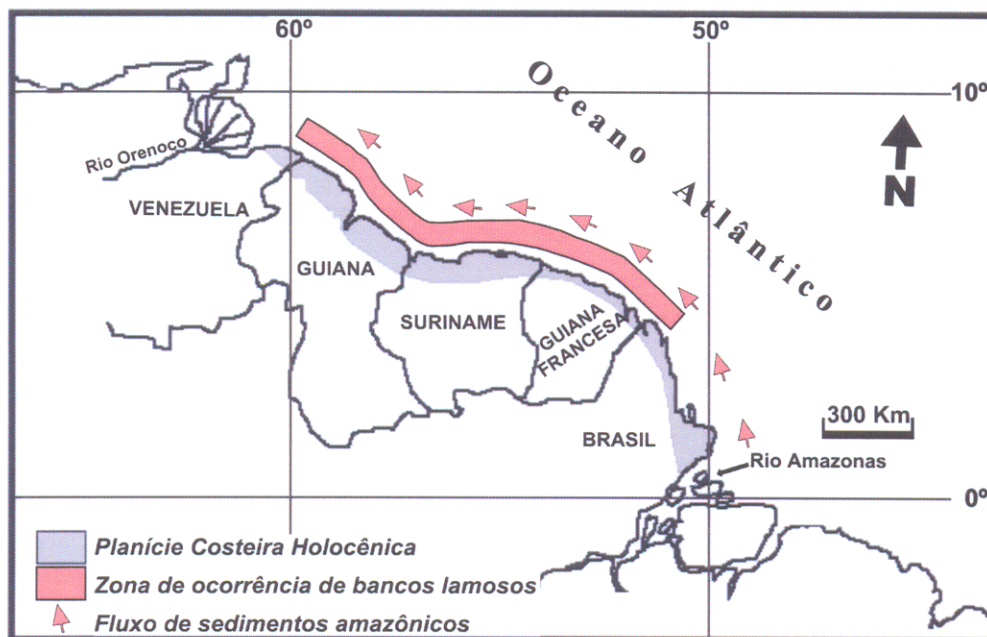 60º
50º
Oceano Atlântico
10º
Rio Orenoco
N
VENEZUELA
GUIANA
SURINAME
GUIANA
FRANCESA
300 Km
BRASIL
Rio Amazonas
0º
Planície Costeira Holocênica
Zona de ocorrência de bancos lamosos
Fluxo de sedimentos amazônicos